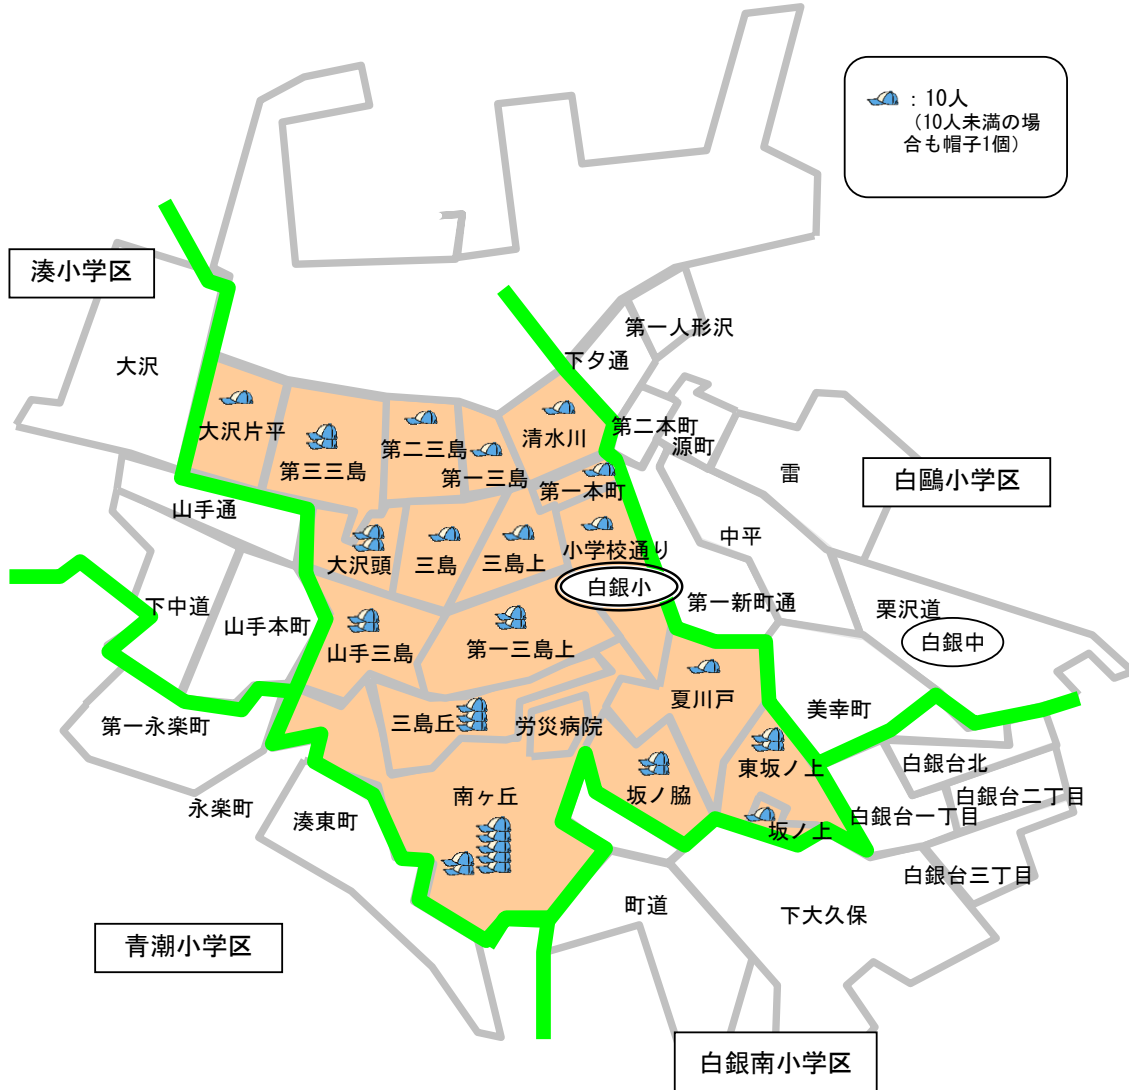 ：10人
（10人未満の場
合も帽子1個）
湊小学区
第一人形沢
大沢
下タ通
大沢片平
第三三島
第二三島
第一三島
清水川
第二本町
源町
雷
白鷗小学区
第一本町
山手通
大沢頭
三島
三島上
小学校通り
中平
白銀小
第一新町通
栗沢道
白銀中
下中道
山手本町
山手三島
第一三島上
夏川戸
美幸町
第一永楽町
三島丘
労災病院
東坂ノ上
白銀台北
永楽町
湊東町
南ヶ丘
坂ノ脇
坂ノ上
白銀台一丁目
白銀台二丁目
白銀台三丁目
町道
下大久保
青潮小学区
白銀南小学区